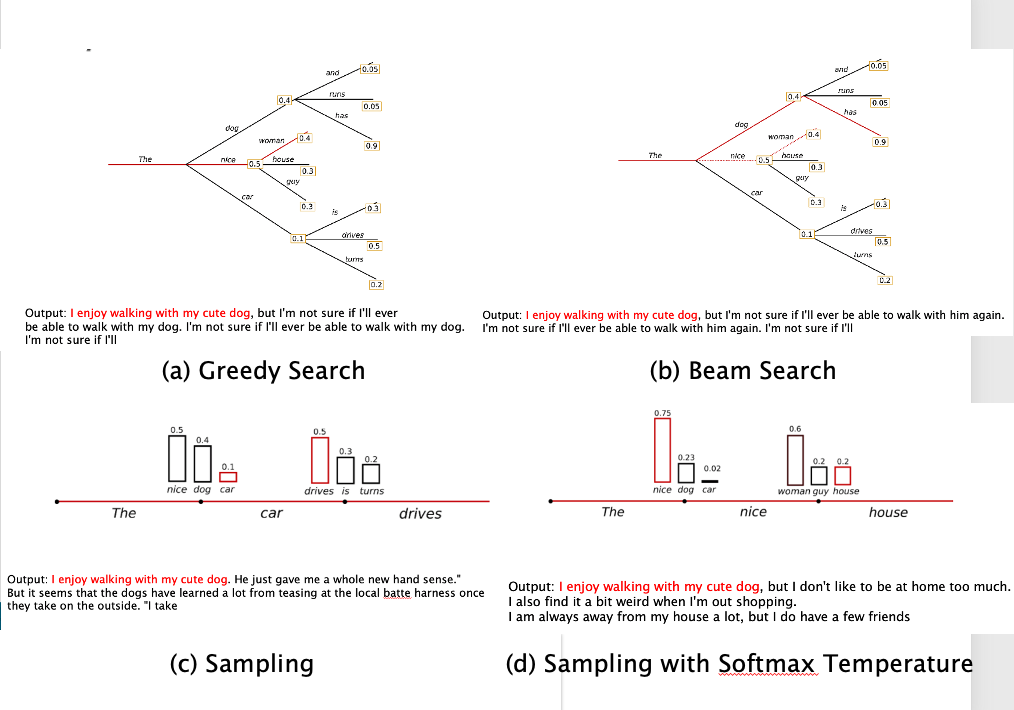 and
0.05
0.4
runs
0.05
has
dog
0.9
woman
0.4
The
nice
0.5
house
0.3
guy
0.3
car
is
0.3
0.1
drives
0.5
turns
0.2
Output: I enjoy walking with my cute dog, but I'm not sure if I'll ever
be able to walk with my dog. I'm not sure if I'll ever be able to walk with my dog.
I'm not sure if I'll
(a) Greedy Search
and
0.05
0.4
runs
0.05
has
dog
0.9
woman
0.4
The
nice
0.5
house
0.3
guy
0.3
car
is
0.3
0.1
drives
0.5
turns
0.2
Output: I enjoy walking with my cute dog, but I'm not sure if I'll ever be able to walk with him again.
I'm not sure if I'll ever be able to walk with him again. I'm not sure if I'll
(b) Beam Search
0.5
0.4
0.1
nice dog car
0.5
0.3
0.2
drives is turns
The car drives
Output: I enjoy walking with my cute dog. He just gave me a whole new hand sense."
But it seems that the dogs have learned a lot from teasing at the local batte harness once
they take on the outside. "I take
(c) Sampling
0.75
0.23
0.02
nice dog car
0.6
0.2 0.2
woman guy house
The nice house
Output: I enjoy walking with my cute dog, but I don't like to be at home too much.
I also find it a bit weird when I'm out shopping.
I am always away from my house a lot, but I do have a few friends
(d) Sampling with Softmax Temperature